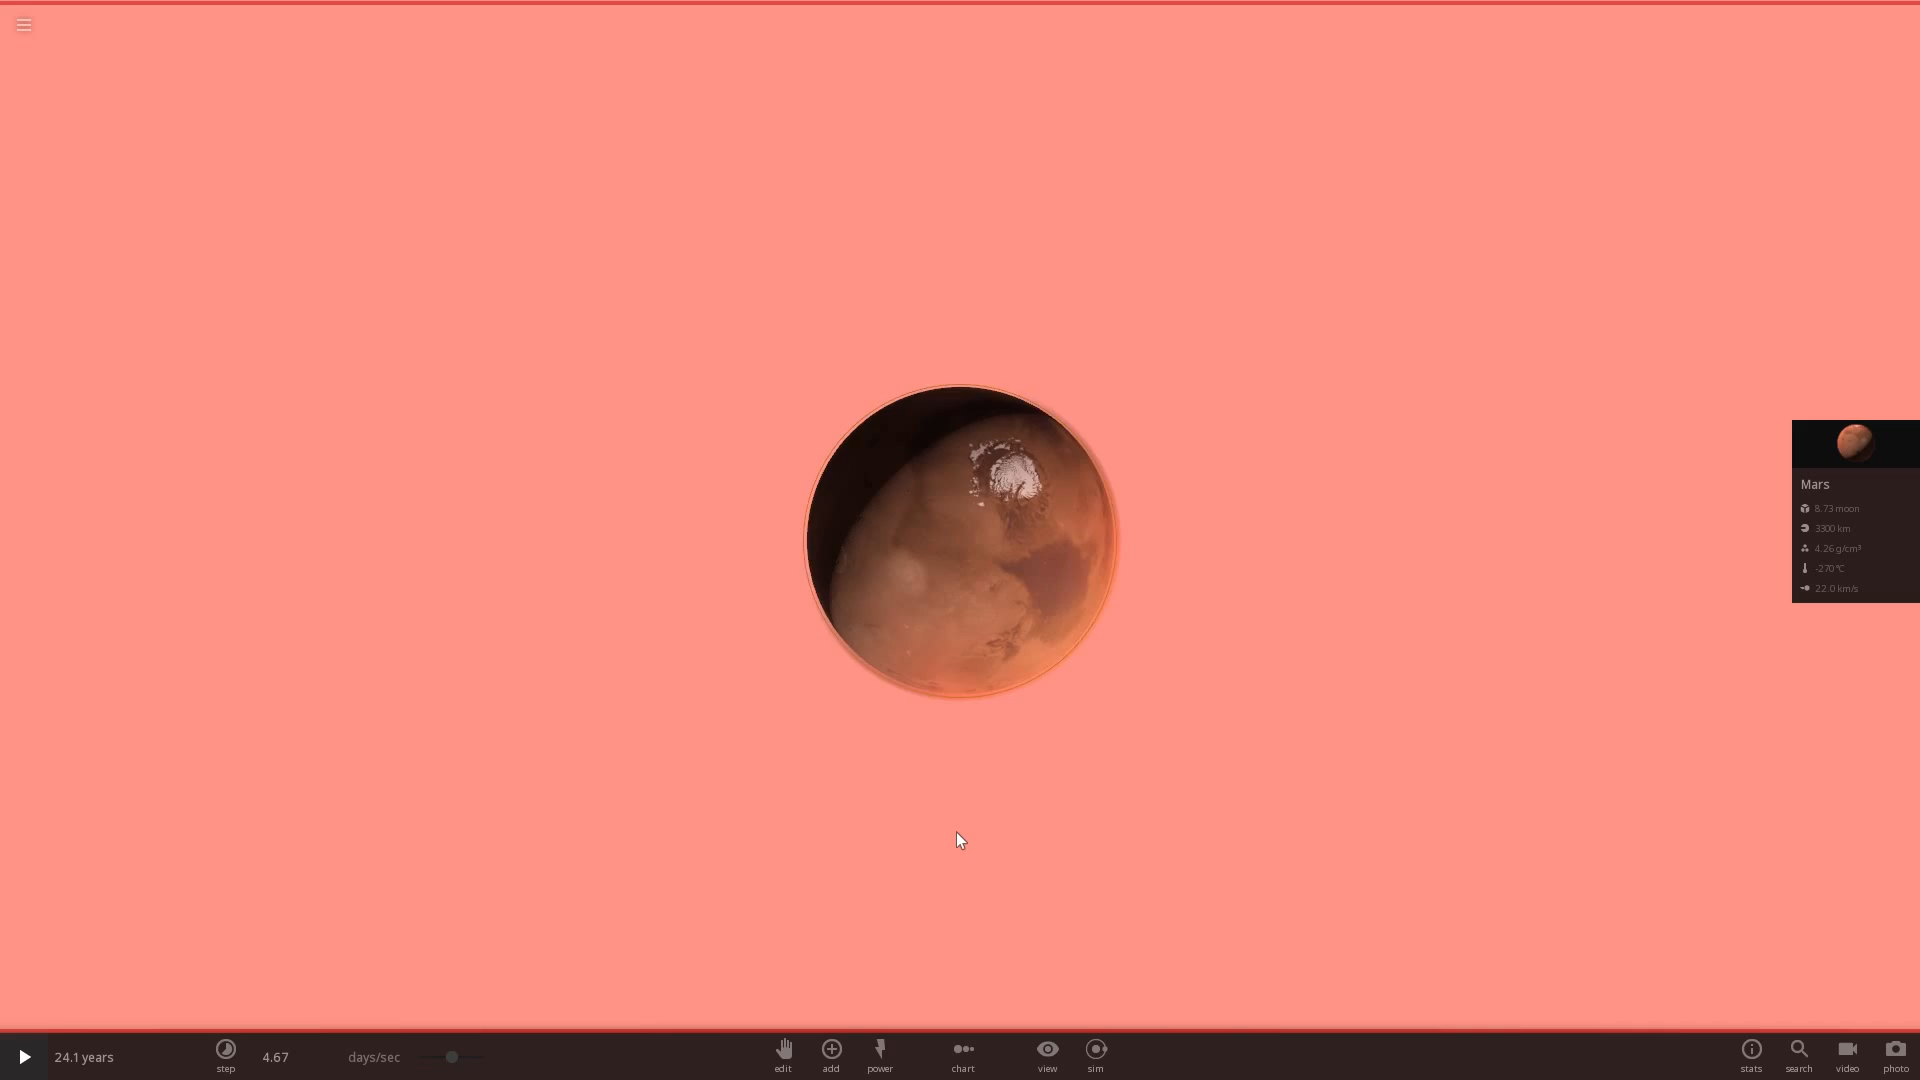 Mars
8.73 moon
3300 km
4.26 g/cm³
-270 °C
22.0 km/s
24.1 years
step
4.67
days/sec
edit
add
power
chart
view
sim
stats
search
video
photo